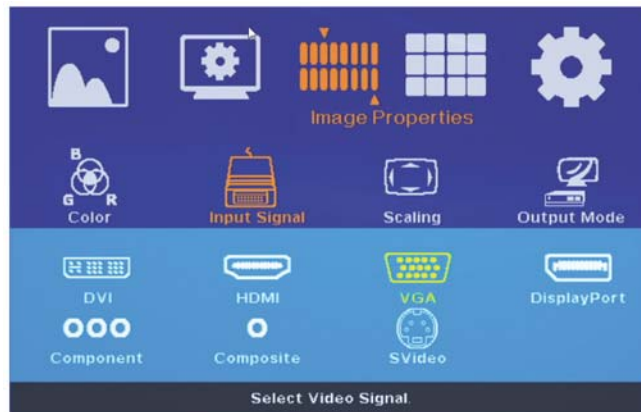 Image Properties
B
G R
Color Input Signal Scaling Output Mode
DVI HDMI VGA DisplayPort
Component Composite SVideo
Select Video Signal.